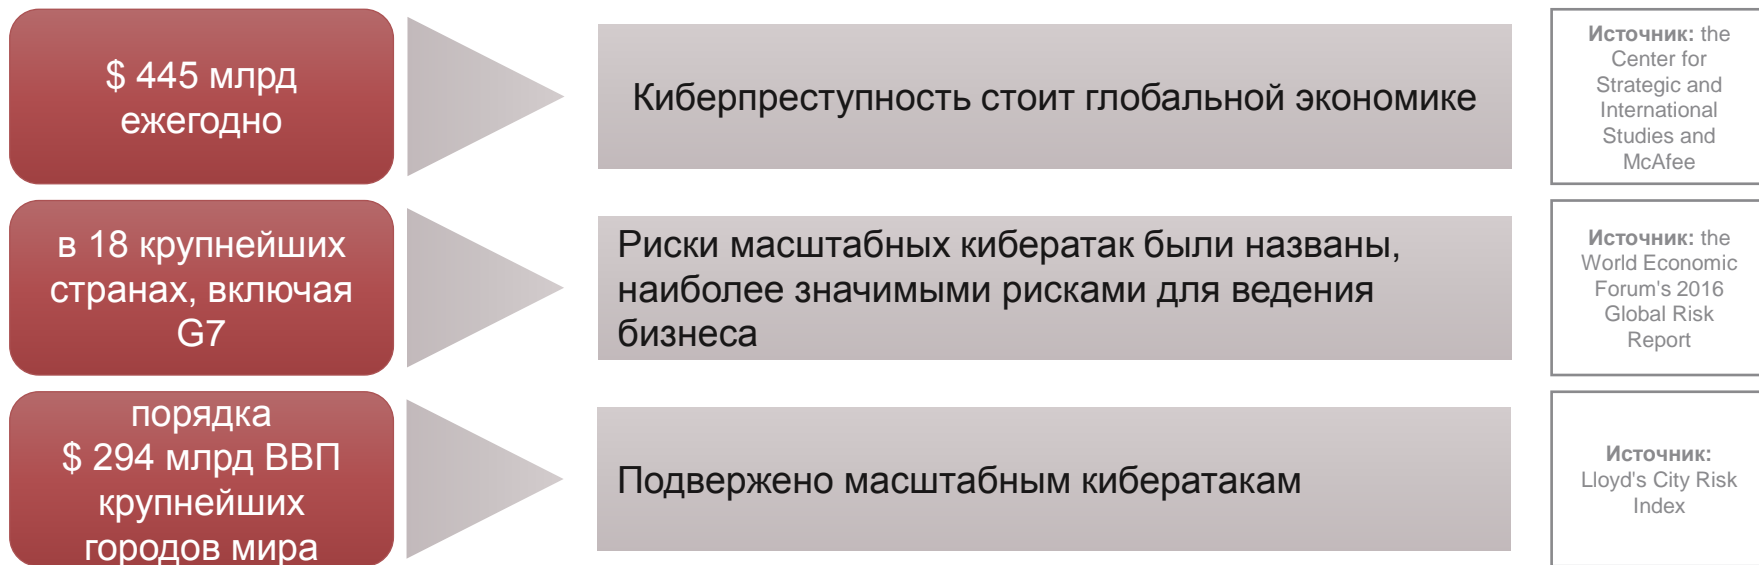 $ 445 млрд
ежегодно
Киберпреступность стоит глобальной экономике
Источник: the
Center for
Strategic and
International
Studies and
McAfee
в 18 крупнейших
странах, включая
G7
Риски масштабных кибератак были названы,
наиболее значимыми рисками для ведения
бизнеса
Источник: the
World Economic
Forum's 2016
Global Risk
Report
порядка
$ 294 млрд ВВП
крупнейших
городов мира
Подвержено масштабным кибератакам
Источник:
Lloyd's City Risk
Index